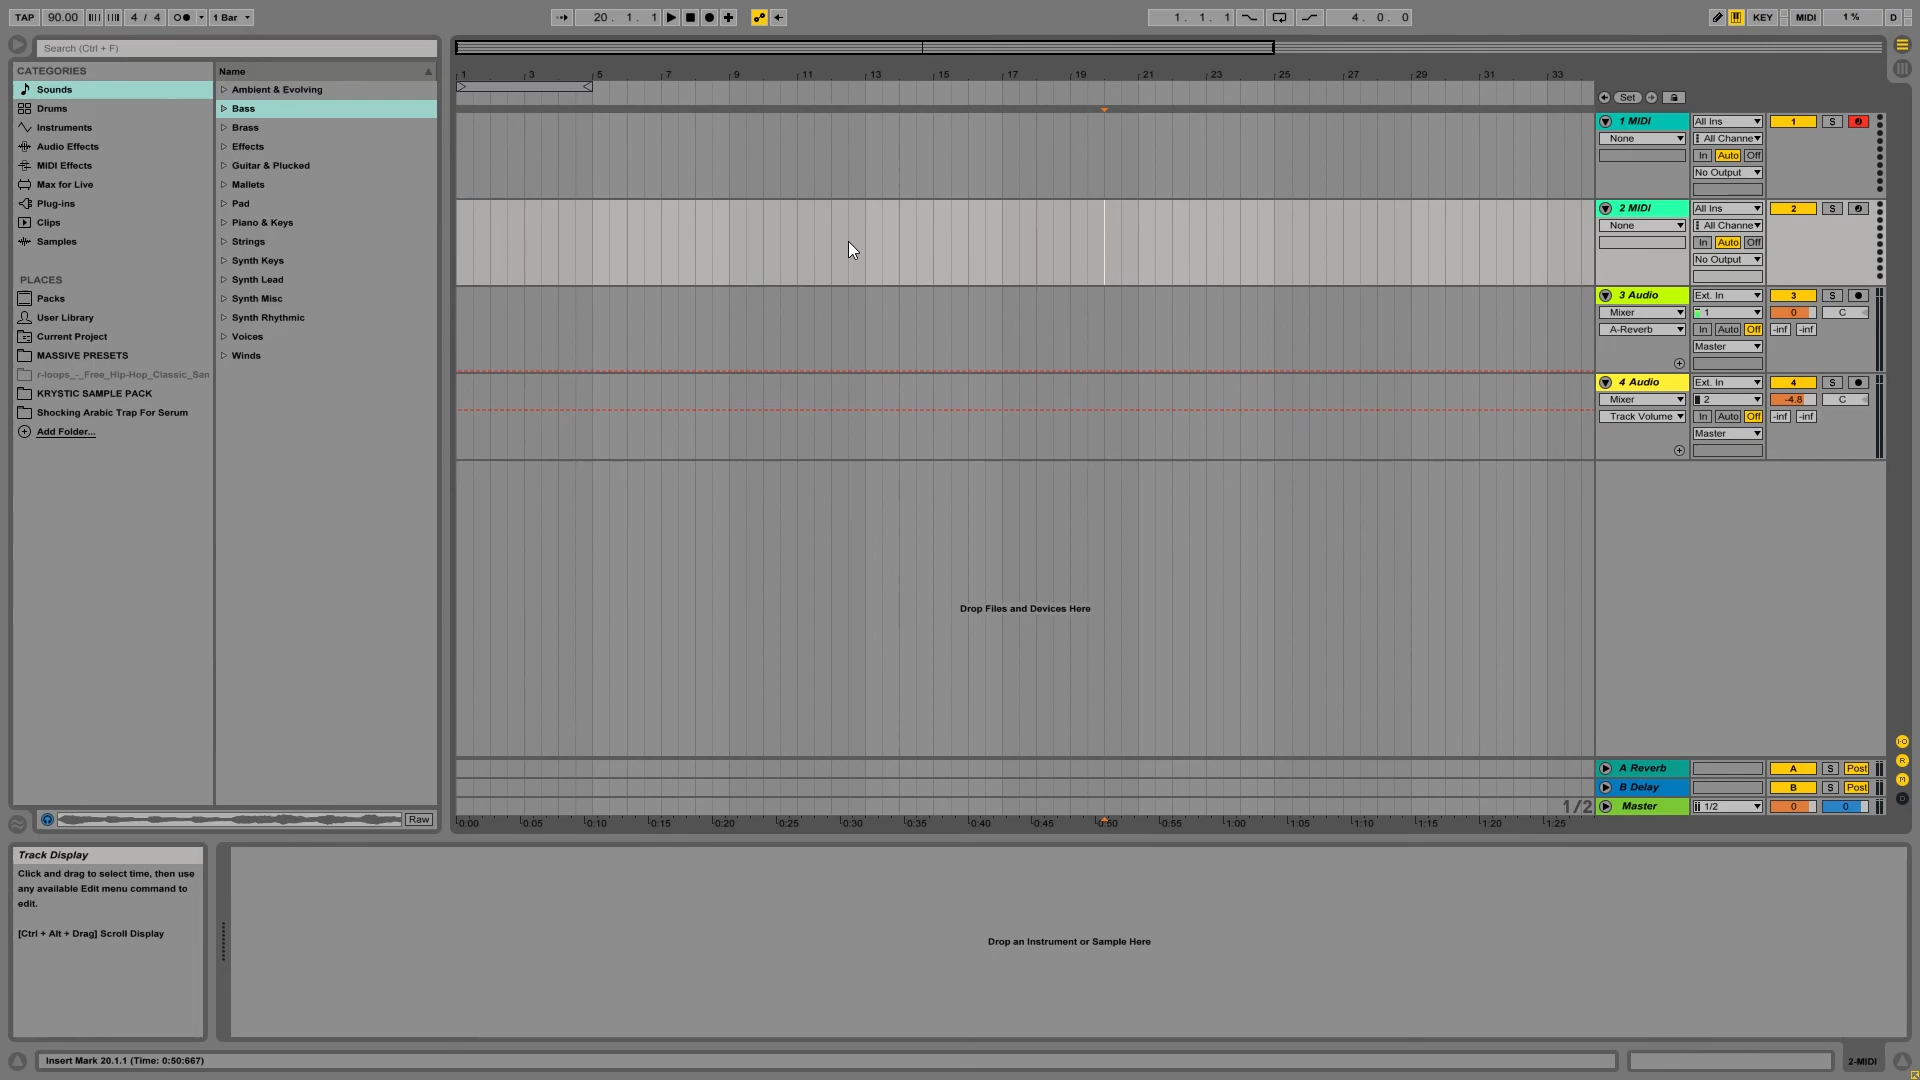 TAP 90.00 4 / 4 1 Bar 20. 1. 1 1. 1. 1 4. 0. 0 KEY MIDI 1 % D
Search (Ctrl + F)
CATEGORIES
Sounds
Drums
Instruments
Audio Effects
MIDI Effects
Max for Live
Plug-ins
Clips
Samples
PLACES
Packs
User Library
Current Project
MASSIVE PRESETS
r-loops_-_Free_Hip-Hop_Classic_San
KRYSTIC SAMPLE PACK
Shocking Arabic Trap For Serum
Add Folder...
Name
Ambient & Evolving
Bass
Brass
Effects
Guitar & Plucked
Mallets
Pad
Piano & Keys
Strings
Synth Keys
Synth Lead
Synth Misc
Synth Rhythmic
Voices
Winds
Raw
1 3 5 7 9 11 13 15 17 19 21 23 25 27 29 31 33
Set
1 MIDI All Ins 1 S
None All Channe
In Auto Off
No Output
2 MIDI All Ins 2 S
None All Channe
In Auto Off
No Output
3 Audio Ext. In 3 S
Mixer 1 0 C
A-Reverb In Auto Off -inf -inf
Master
4 Audio Ext. In 4 S
Mixer 2 -4.8 C
Track Volume In Auto Off -inf -inf
Master
Drop Files and Devices Here
A Reverb A S Post
B Delay B S Post
1/2 Master 1/2 0 0
0:00 0:05 0:10 0:15 0:20 0:25 0:30 0:35 0:40 0:45 0:50 0:55 1:00 1:05 1:10 1:15 1:20 1:25
Track Display
Click and drag to select time, then use
any available Edit menu command to
edit.
[Ctrl + Alt + Drag] Scroll Display
Drop an Instrument or Sample Here
Insert Mark 20.1.1 (Time: 0:50:667)
2-MIDI